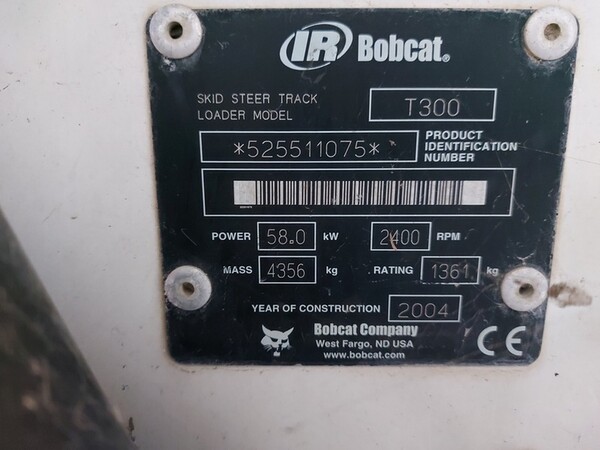 IR Bobcat®
SKID STEER TRACK
LOADER MODEL
T300
*525511075*
PRODUCT
IDENTIFICATION
NUMBER
POWER 58.0 kW 2400 RPM
MASS 4356 kg RATING 1361 kg
YEAR OF CONSTRUCTION 2004
Bobcat Company
West Fargo, ND USA
www.bobcat.com
CE